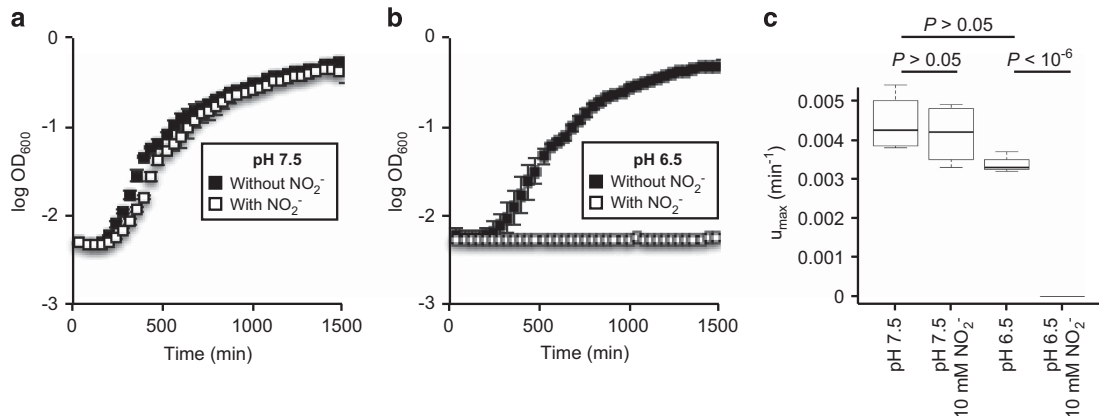 a
0
-1
-2
-3
log OD600
pH 7.5
Without NO2-
With NO2-
0 500 1000 1500
Time (min)
b
0
-1
-2
-3
log OD600
pH 6.5
Without NO2-
With NO2-
0 500 1000 1500
Time (min)
c
P > 0.05
P > 0.05 P < 10-6
0.005
0.004
0.003
0.002
0.001
0
umax (min-1)
pH 7.5
pH 7.5
10 mM NO2-
pH 6.5
pH 6.5
10 mM NO2-